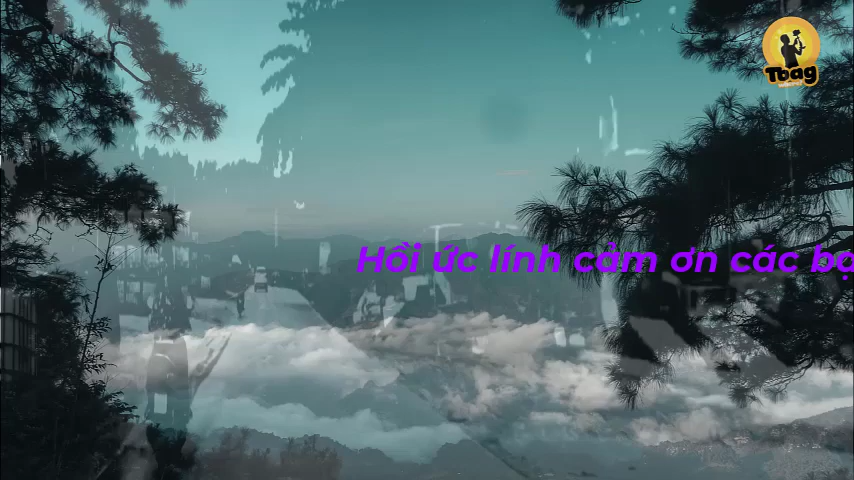 Tbag
Hồi ức lính cảm ơn các bạ